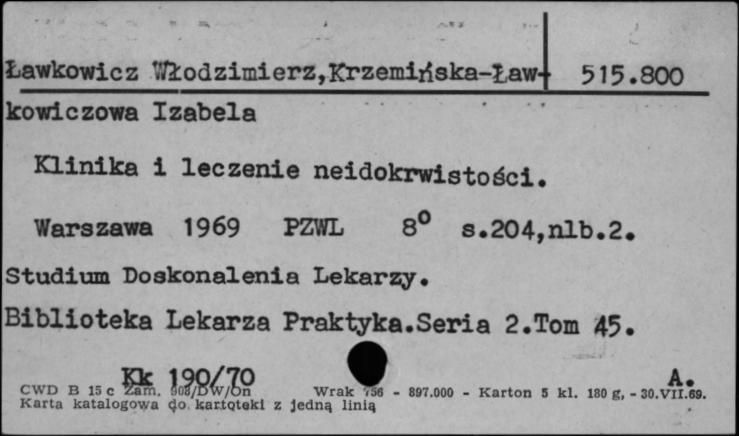 Ławkowicz Włodzimierz,Krzemińska-Ław- 515.800
kowiczowa Izabela
Klinika i leczenie neidokrwistości.
Warszawa 1969 PZWL 8⁰ s.204,nlb.2.
Studium Doskonalenia Lekarzy.
Biblioteka Lekarza Praktyka.Seria 2.Tom 45.
Kk 190/70 A.
CWD B 15 c Zam. 908/DW/On Wrak 756 - 897.000 - Karton 5 kl. 180 g, - 30.VII.69.
Karta katalogowa do kartoteki z jedną linią